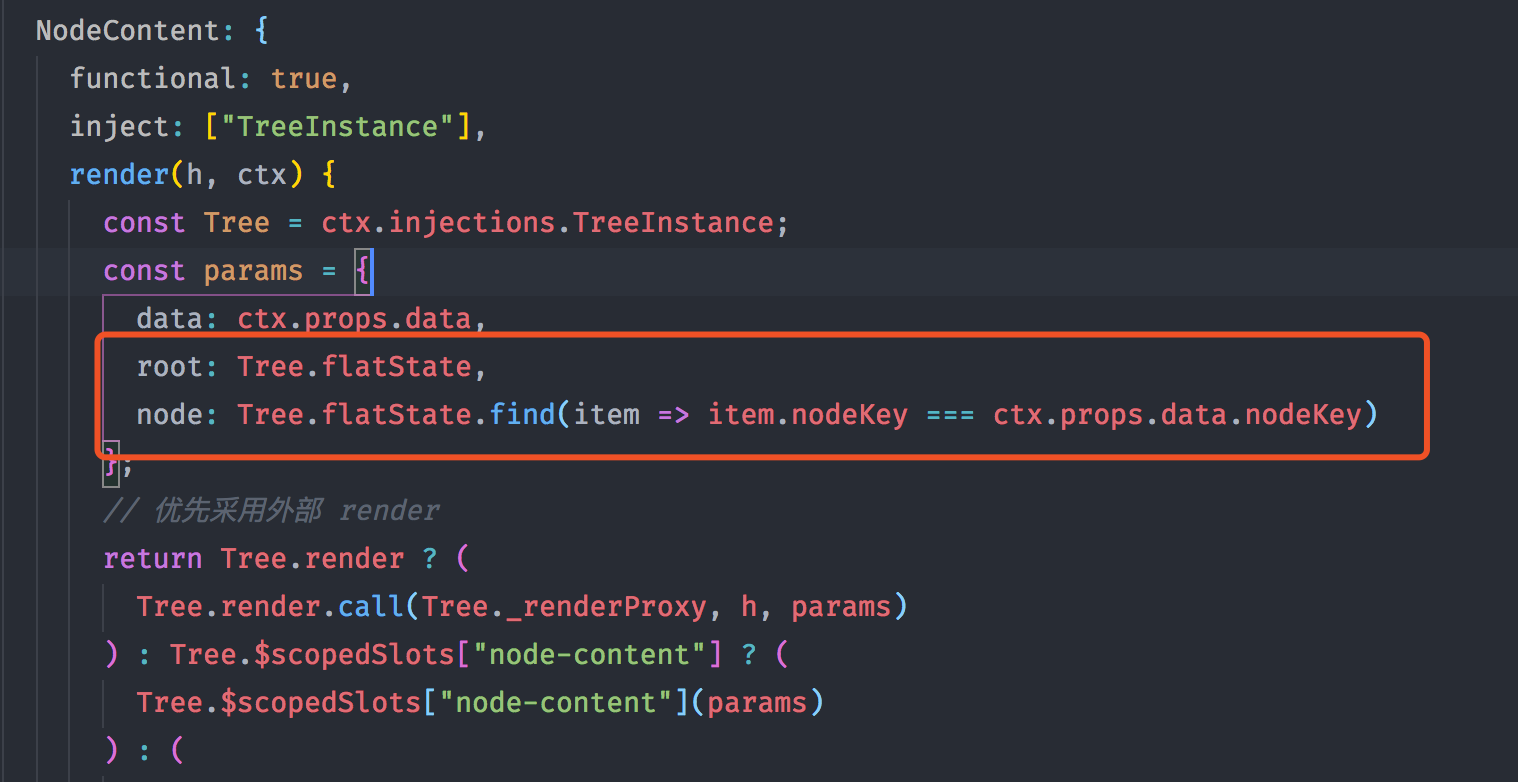 NodeContent: {
functional: true,
inject: ["TreeInstance"],
render(h, ctx) {
const Tree = ctx.injections.TreeInstance;
const params = {
data: ctx.props.data,
root: Tree.flatState,
node: Tree.flatState.find(item => item.nodeKey === ctx.props.data.nodeKey)
};
// 优先采用外部 render
return Tree.render ? (
Tree.render.call(Tree._renderProxy, h, params)
) : Tree.$scopedSlots["node-content"] ? (
Tree.$scopedSlots["node-content"](params)
) : (